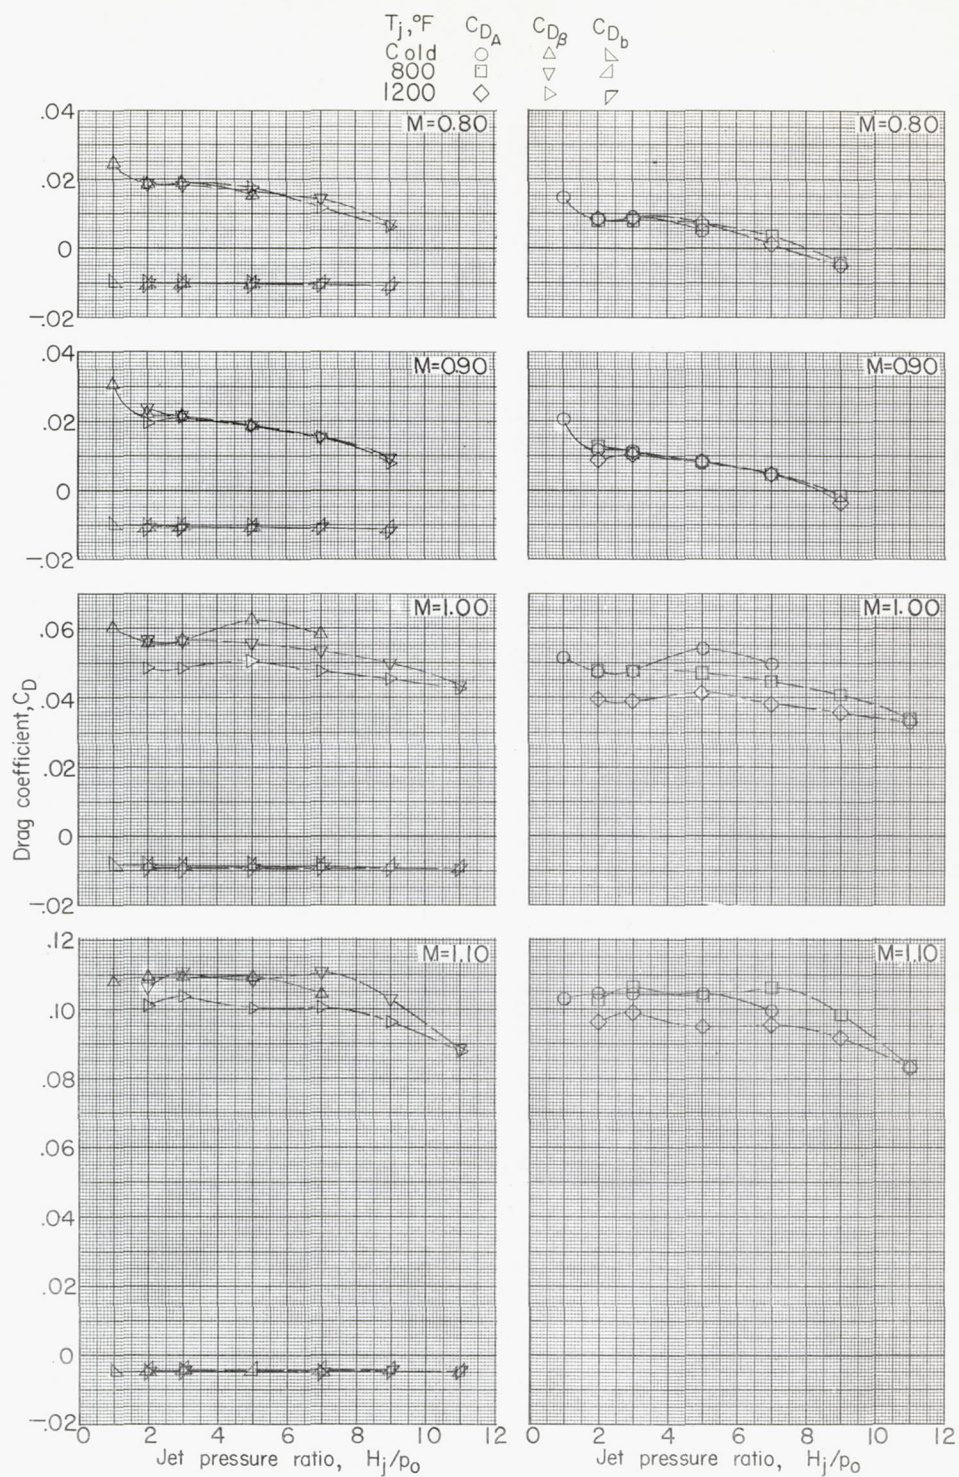 Tj,°F CDA CDβ CDb
Cold
800
1200
.04 M=0.80 M=0.80
.02
0
-.02
.04 M=0.90 M=0.90
.02
0
-.02
M=1.00 M=1.00
.06
.04
.02
0
-.02
Drag coefficient, CD
.12 M=1.10 M=1.10
.10
.08
.06
.04
.02
0
-.02
0 2 4 6 8 10 12 0 2 4 6 8 10 12
Jet pressure ratio, Hj/po Jet pressure ratio, Hj/po